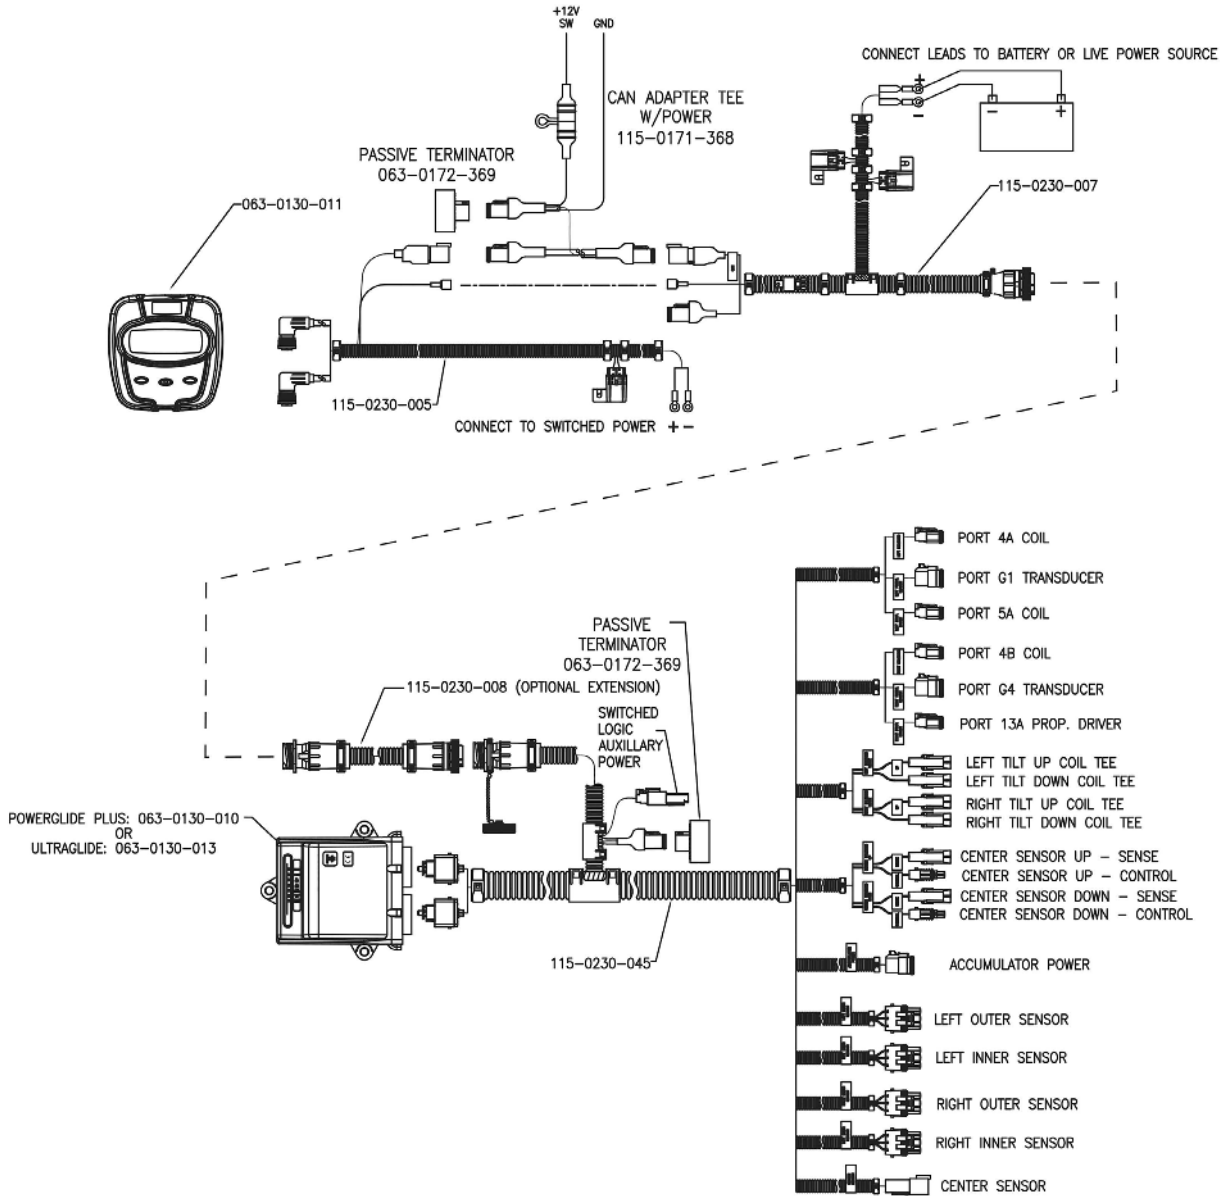 +12V
SW
GND
CONNECT LEADS TO BATTERY OR LIVE POWER SOURCE
+
-
-
+
CAN ADAPTER TEE
W/POWER
115-0171-368
PASSIVE TERMINATOR
063-0172-369
115-0230-007
063-0130-011
115-0230-005
CONNECT TO SWITCHED POWER + -
PORT 4A COIL
PORT G1 TRANSDUCER
PORT 5A COIL
PORT 4B COIL
PORT G4 TRANSDUCER
PORT 13A PROP. DRIVER
PASSIVE
TERMINATOR
063-0172-369
115-0230-008 (OPTIONAL EXTENSION)
SWITCHED
LOGIC
AUXILLARY
POWER
LEFT TILT UP COIL TEE
LEFT TILT DOWN COIL TEE
RIGHT TILT UP COIL TEE
RIGHT TILT DOWN COIL TEE
POWERGLIDE PLUS: 063-0130-010
OR
ULTRAGLIDE: 063-0130-013
CENTER SENSOR UP - SENSE
CENTER SENSOR UP - CONTROL
CENTER SENSOR DOWN - SENSE
CENTER SENSOR DOWN - CONTROL
115-0230-045
ACCUMULATOR POWER
LEFT OUTER SENSOR
LEFT INNER SENSOR
RIGHT OUTER SENSOR
RIGHT INNER SENSOR
CENTER SENSOR